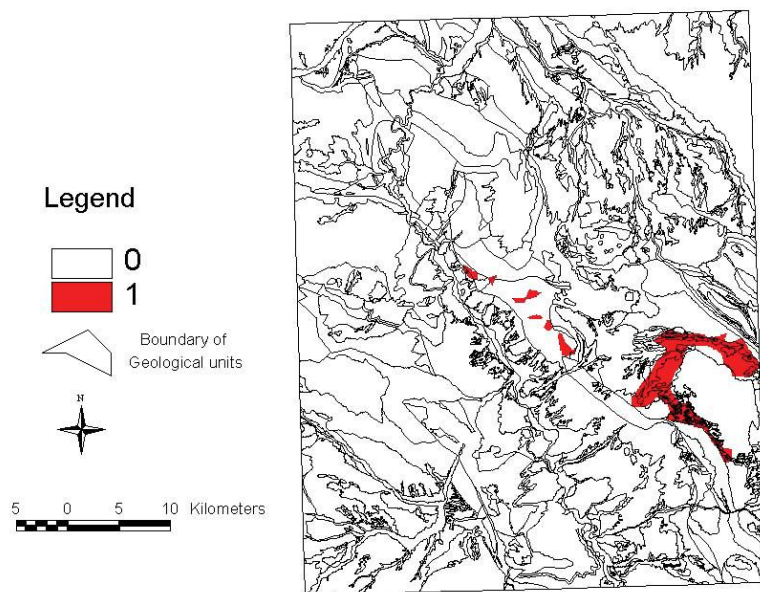 Legend
0
1
Boundary of
Geological units
N
5 0 5 10 Kilometers